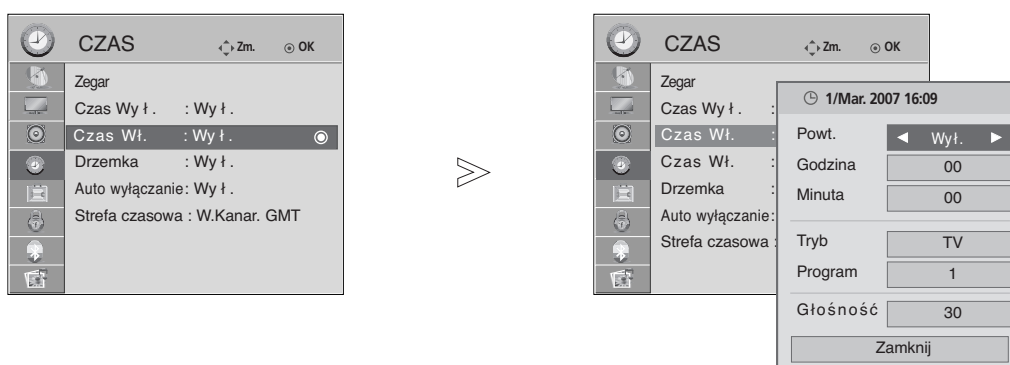 CZAS Zm. OK
Zegar
Czas Wy ł . : Wy ł .
Czas Wł. : Wy ł .
Drzemka : Wy ł .
Auto wyłączanie: Wy ł .
Strefa czasowa : W.Kanar. GMT
CZAS Zm. OK
Zegar
Czas Wy ł . :
Czas Wł. :
Czas Wł. :
Drzemka :
Auto wyłączanie:
Strefa czasowa :
1/Mar. 2007 16:09
Powt. ◄ Wył. ►
Godzina 00
Minuta 00
Tryb TV
Program 1
Głośność 30
Zamknij